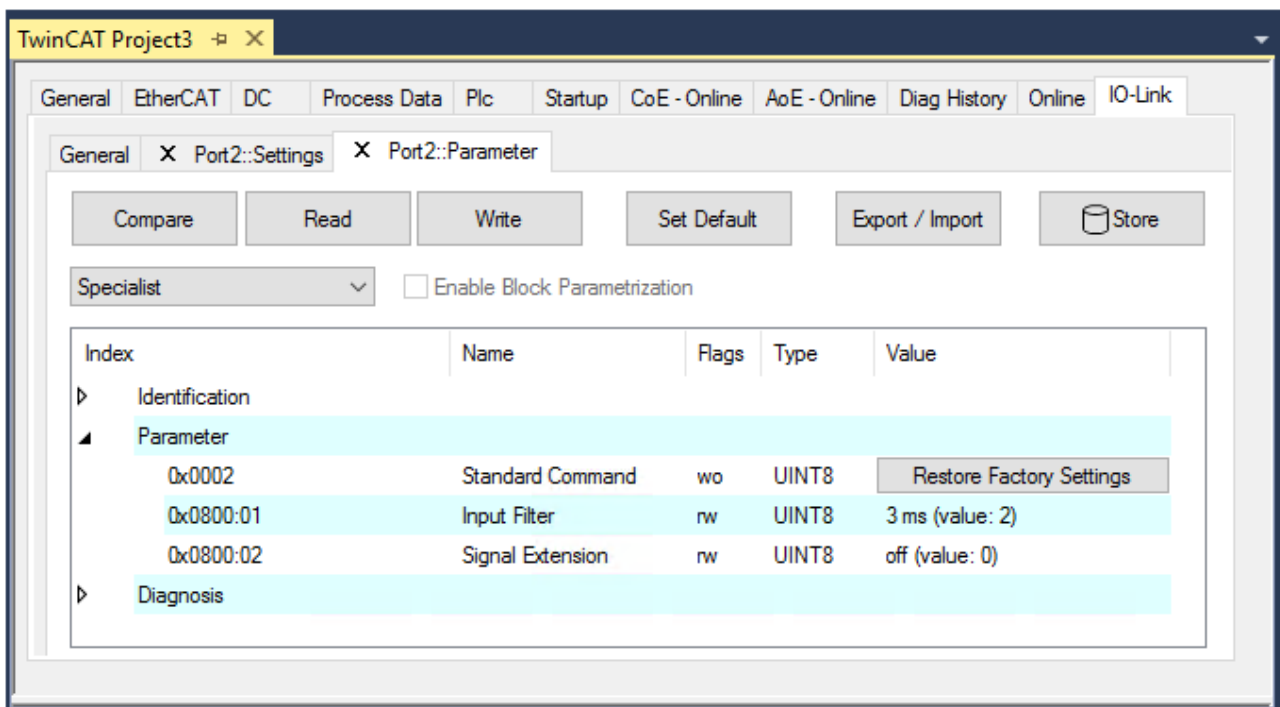 TwinCAT Project3
General EtherCAT DC Process Data Plc Startup CoE - Online AoE - Online Diag History Online IO-Link
General X Port2::Settings X Port2::Parameter
Compare Read Write Set Default Export / Import Store
Specialist Enable Block Parametrization
Index Name Flags Type Value
Identification
Parameter
0x0002 Standard Command wo UINT8 Restore Factory Settings
0x0800:01 Input Filter rw UINT8 3 ms (value: 2)
0x0800:02 Signal Extension rw UINT8 off (value: 0)
Diagnosis